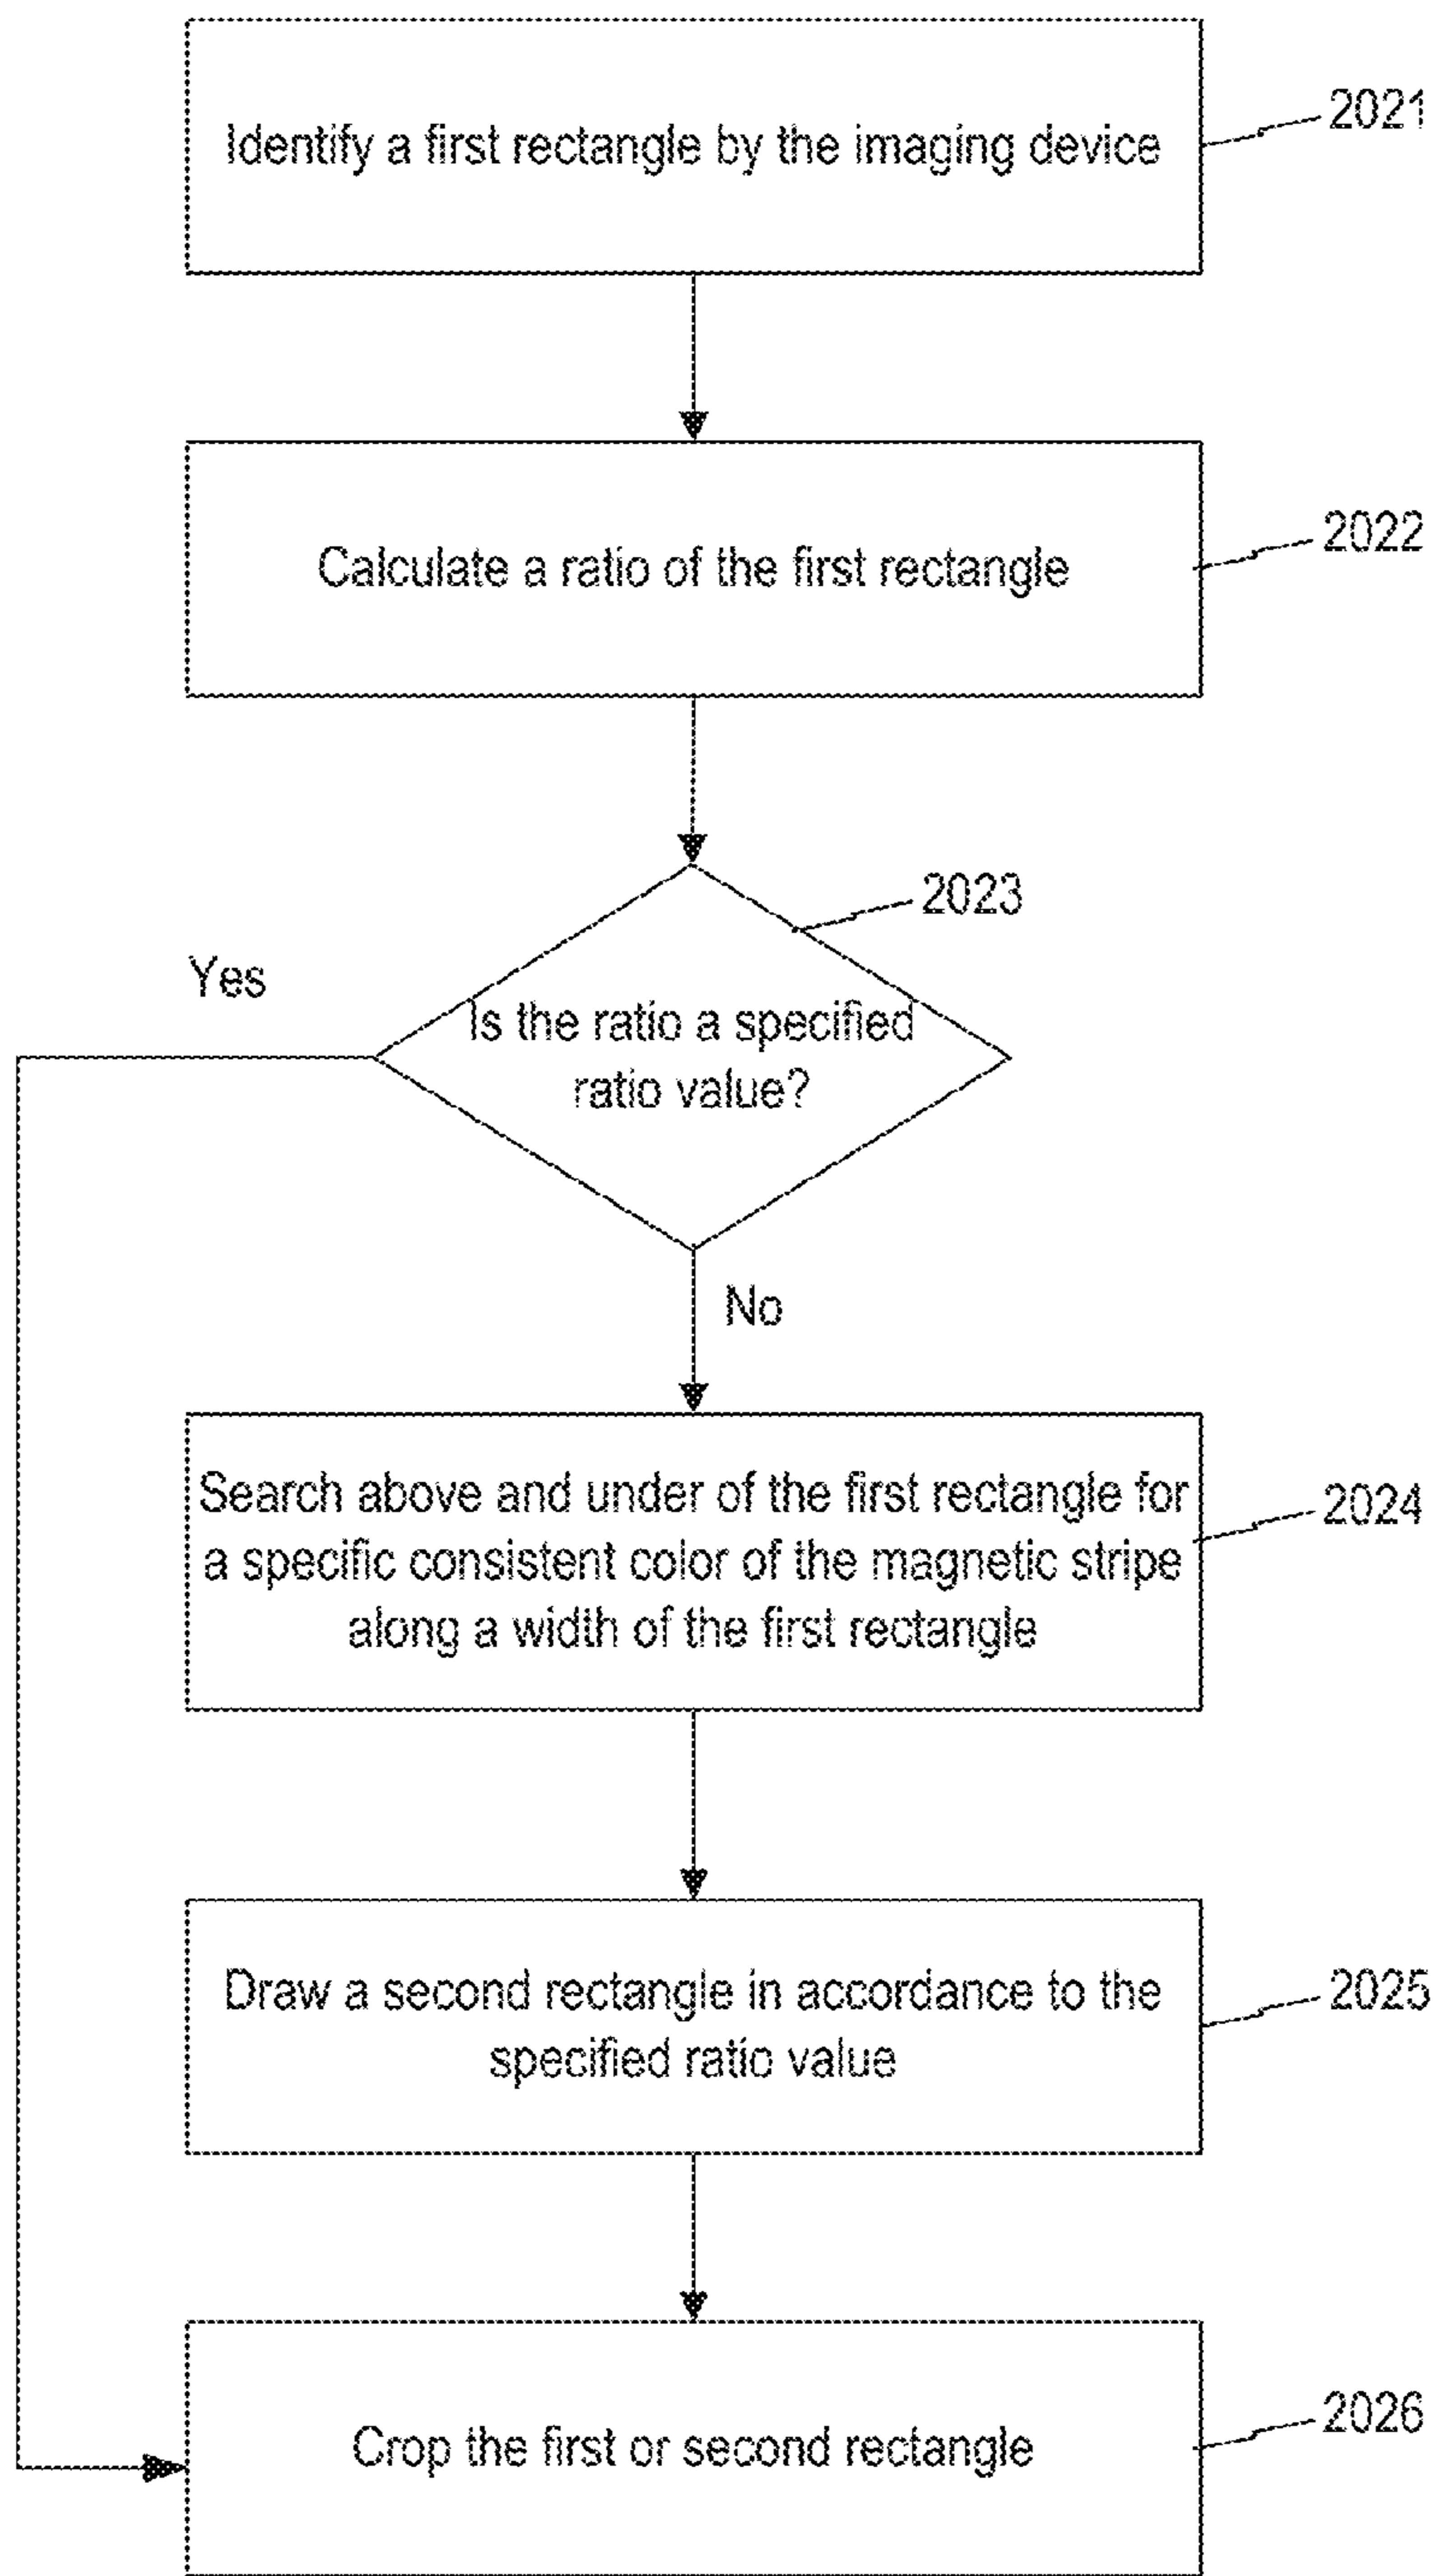 Identify a first rectangle by the imaging device
2021
Calculate a ratio of the first rectangle
2022
2023
Yes
Is the ratio a specified
ratio value?
No
Search above and under of the first rectangle for
a specific consistent color of the magnetic stripe
along a width of the first rectangle
2024
Draw a second rectangle in accordance to the
specified ratio value
2025
Crop the first or second rectangle
2026